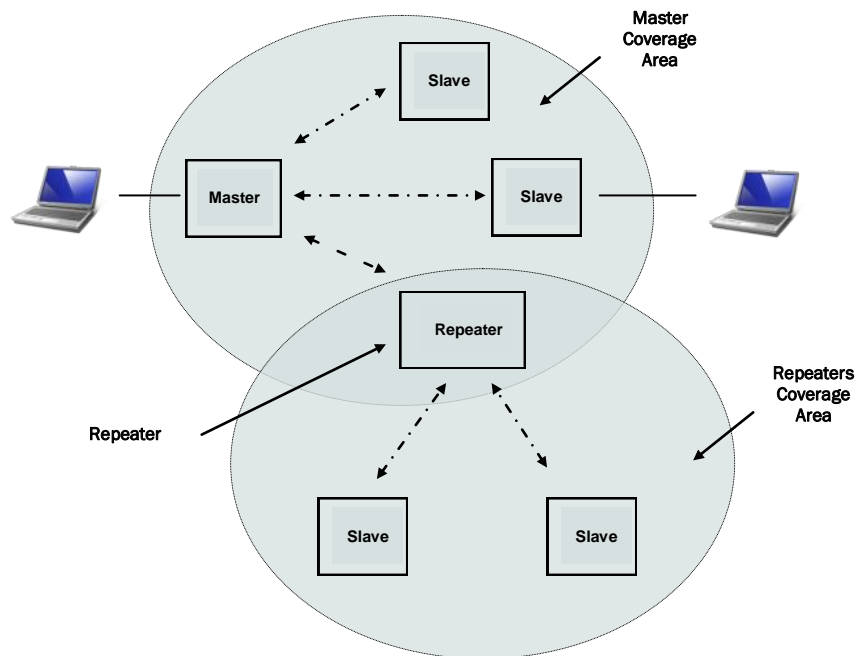 Master
Coverage
Area
Slave
Master
Slave
Repeater
Repeaters
Coverage
Area
Repeater
Slave
Slave